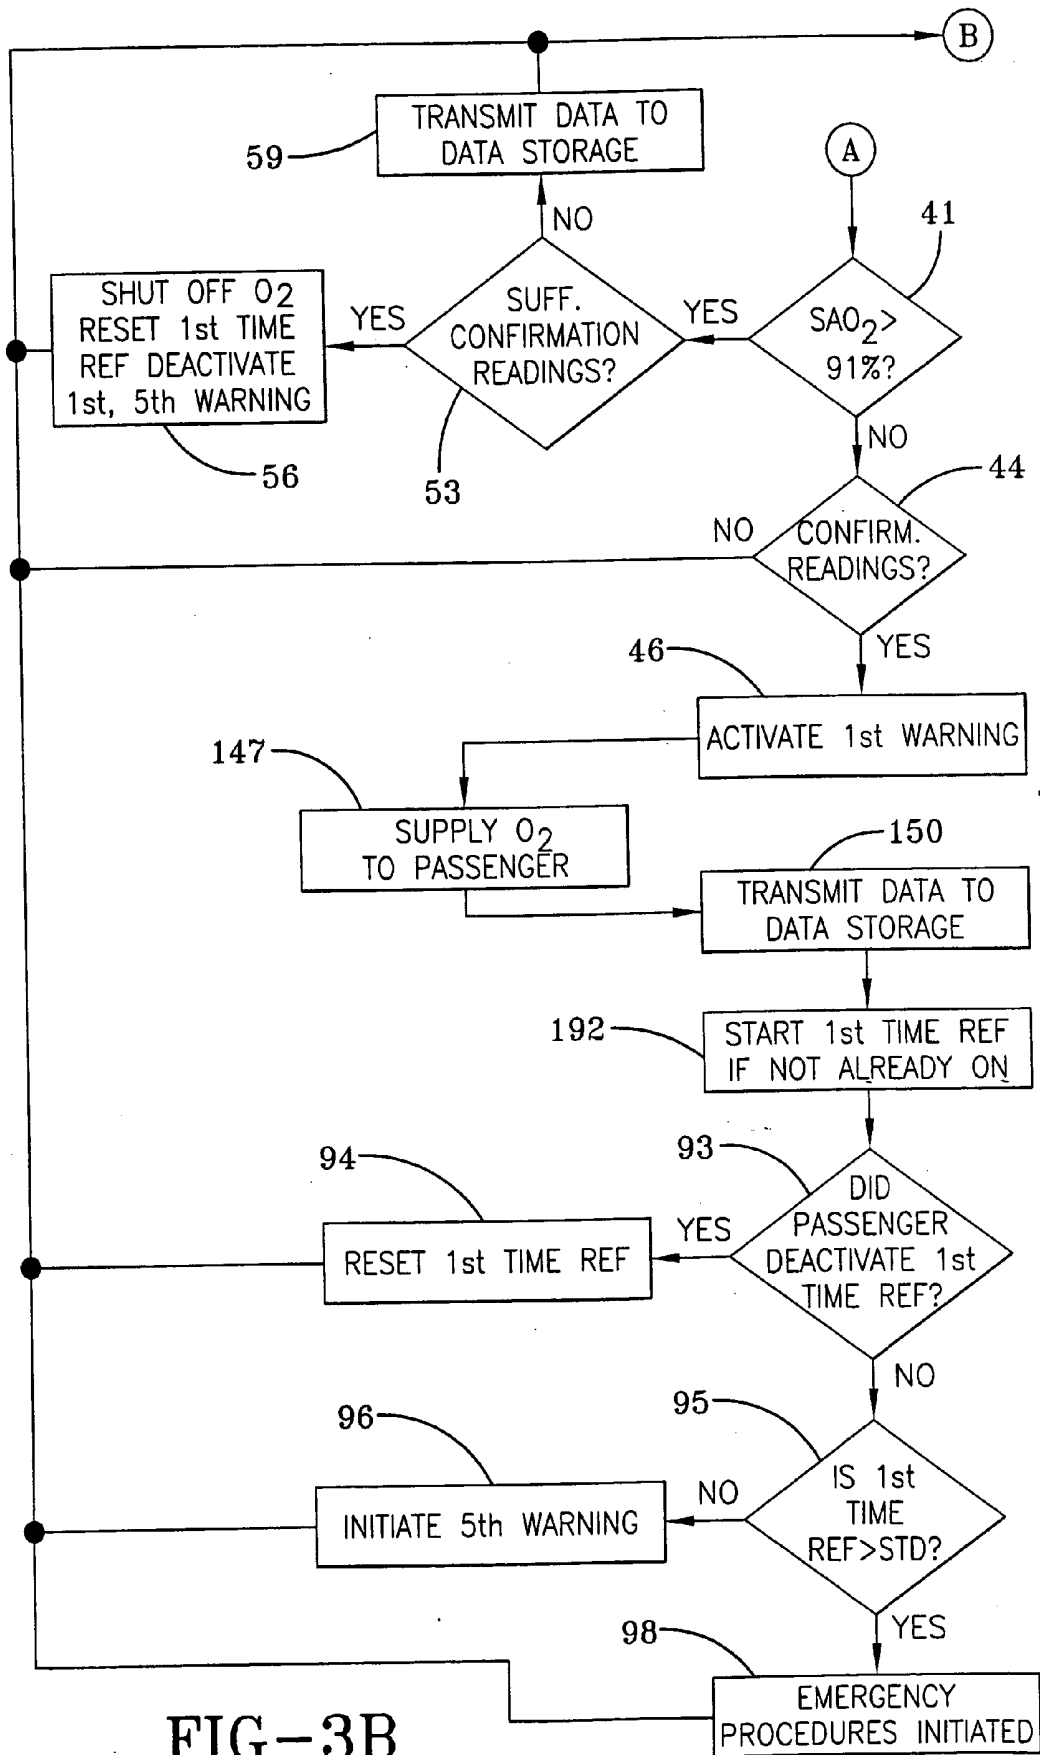 B
TRANSMIT DATA TO
DATA STORAGE
59
A
NO
41
SHUT OFF O2
RESET 1st TIME
REF DEACTIVATE
1st, 5th WARNING
YES
SUFF.
CONFIRMATION
READINGS?
YES
SAO2>
91%?
56
53
NO
44
NO
CONFIRM.
READINGS?
YES
46
ACTIVATE 1st WARNING
147
SUPPLY O2
TO PASSENGER
150
TRANSMIT DATA TO
DATA STORAGE
192
START 1st TIME REF
IF NOT ALREADY ON
94
93
DID
PASSENGER
DEACTIVATE 1st
TIME REF?
YES
RESET 1st TIME REF
NO
96
95
IS 1st
TIME
REF>STD?
NO
INITIATE 5th WARNING
YES
98
EMERGENCY
PROCEDURES INITIATED
FIG-3B